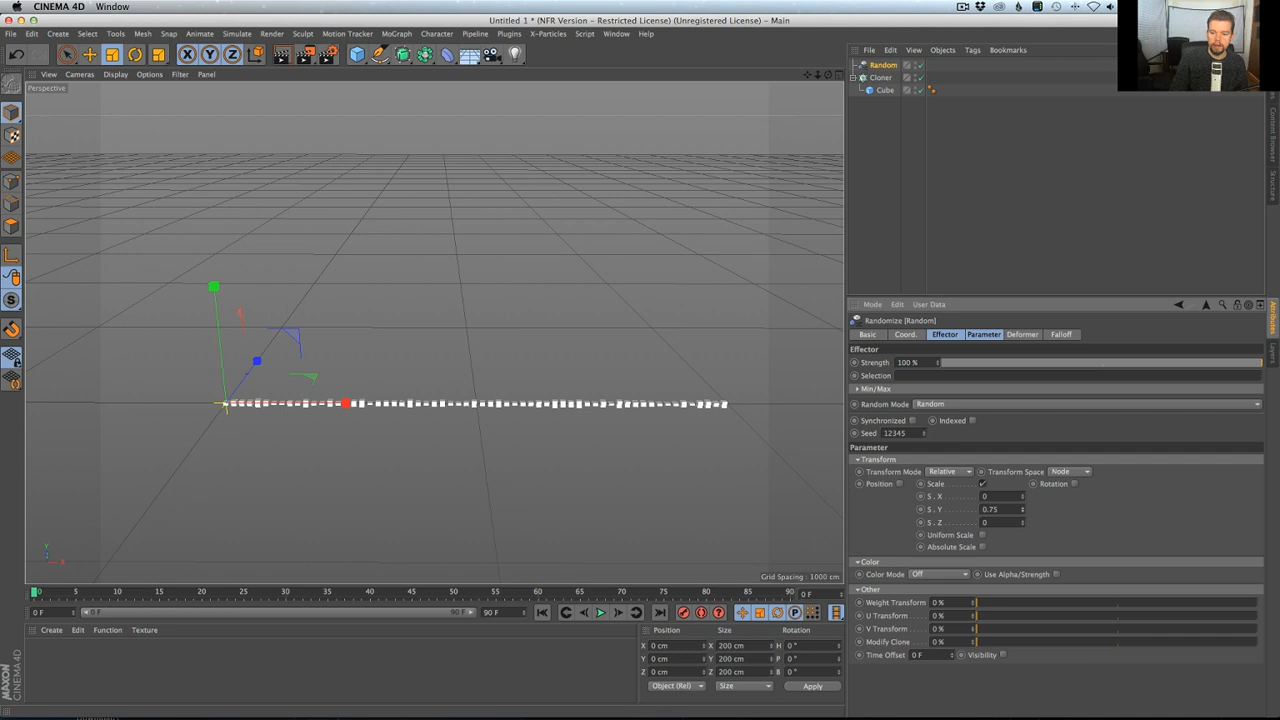 CINEMA 4D Window
Untitled 1 * (NFR Version - Restricted License) (Unregistered License) - Main
File Edit Create Select Tools Mesh Snap Animate Simulate Render Sculpt Motion Tracker MoGraph Character Pipeline Plugins X-Particles Script Window Help
X Y Z
View Cameras Display Options Filter Panel
Perspective
Y
X
Grid Spacing : 1000 cm
File Edit View Objects Tags Bookmarks
Random
Cloner
Cube
Content Browser
Structure
Mode Edit User Data
Randomize [Random]
Basic Coord. Effector Parameter Deformer Falloff
Effector
Strength 100 %
Selection
Min/Max
Random Mode Random
Synchronized Indexed
Seed 12345
Parameter
Transform
Transform Mode Relative Transform Space Node
Position Scale Rotation
S . X 0
S . Y 0.75
S . Z 0
Uniform Scale
Absolute Scale
Color
Color Mode Off Use Alpha/Strength
Other
Weight Transform 0 %
U Transform 0 %
V Transform 0 %
Modify Clone 0 %
Time Offset 0 F Visibility
Attributes
Layers
0 5 10 15 20 25 30 35 40 45 50 55 60 65 70 75 80 85 90 0 F
0 F 0 F 90 F 90 F
Create Edit Function Texture
Position Size Rotation
X 0 cm X 200 cm H 0 °
Y 0 cm Y 200 cm P 0 °
Z 0 cm Z 200 cm B 0 °
Object (Rel) Size Apply
MAXON
CINEMA 4D